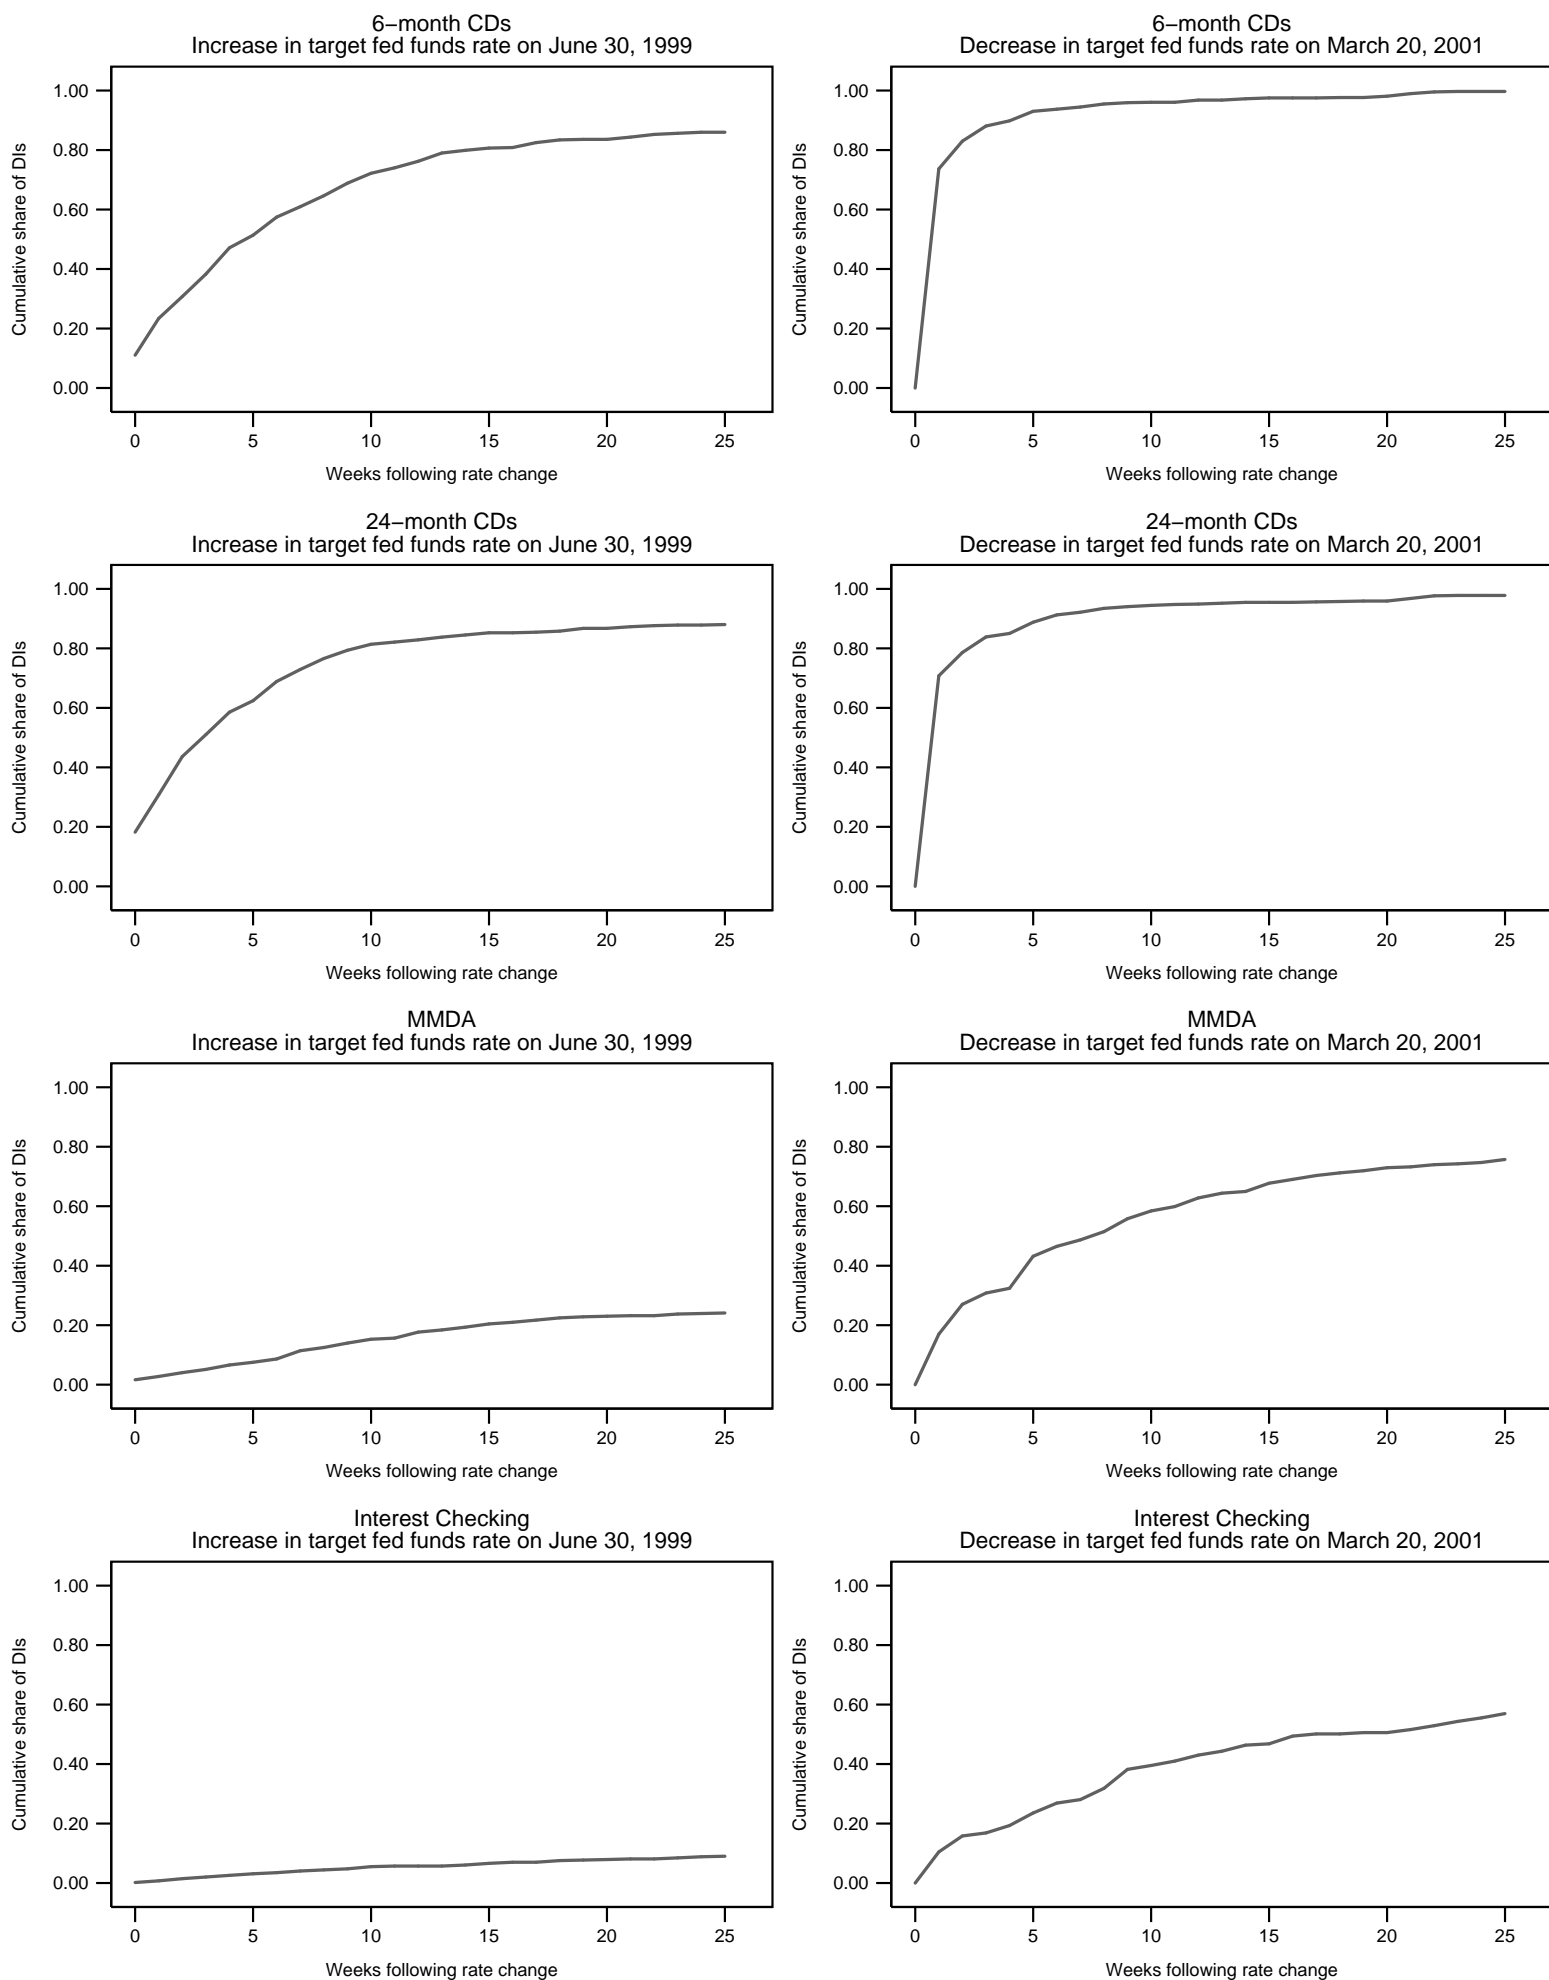 6−month CDs
Increase in target fed funds rate on June 30, 1999
Cumulative share of DIs
1.00
0.80
0.60
0.40
0.20
0.00
0 5 10 15 20 25
Weeks following rate change
6−month CDs
Decrease in target fed funds rate on March 20, 2001
Cumulative share of DIs
1.00
0.80
0.60
0.40
0.20
0.00
0 5 10 15 20 25
Weeks following rate change
24−month CDs
Increase in target fed funds rate on June 30, 1999
Cumulative share of DIs
1.00
0.80
0.60
0.40
0.20
0.00
0 5 10 15 20 25
Weeks following rate change
24−month CDs
Decrease in target fed funds rate on March 20, 2001
Cumulative share of DIs
1.00
0.80
0.60
0.40
0.20
0.00
0 5 10 15 20 25
Weeks following rate change
MMDA
Increase in target fed funds rate on June 30, 1999
Cumulative share of DIs
1.00
0.80
0.60
0.40
0.20
0.00
0 5 10 15 20 25
Weeks following rate change
MMDA
Decrease in target fed funds rate on March 20, 2001
Cumulative share of DIs
1.00
0.80
0.60
0.40
0.20
0.00
0 5 10 15 20 25
Weeks following rate change
Interest Checking
Increase in target fed funds rate on June 30, 1999
Cumulative share of DIs
1.00
0.80
0.60
0.40
0.20
0.00
0 5 10 15 20 25
Weeks following rate change
Interest Checking
Decrease in target fed funds rate on March 20, 2001
Cumulative share of DIs
1.00
0.80
0.60
0.40
0.20
0.00
0 5 10 15 20 25
Weeks following rate change